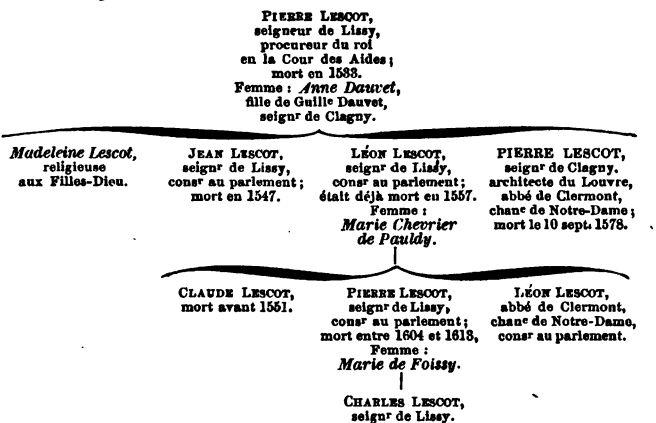 PIERRE LESCOT,
seigneur de Lissy,
procureur du roi
en la Cour des Aides;
mort en 1533.
Femme : Anne Dauvet,
fille de Guille Dauvet,
seignr de Clagny.
Madeleine Lescot,
religieuse
aux Filles-Dieu.
JEAN LESCOT,
seignr de Lissy,
consr au parlement;
mort en 1547.
LÉON LESCOT,
seignr de Lissy,
consr au parlement;
était déjà mort en 1557.
Femme :
Marie Chevrier
de Pauldy.
PIERRE LESCOT,
seignr de Clagny.
architecte du Louvre,
abbé de Clermont,
chane de Notre-Dame;
mort le 10 sept. 1578.
CLAUDE LESCOT,
mort avant 1551.
PIERRE LESCOT,
seignr de Lissy,
consr au parlement;
mort entre 1604 et 1613,
Femme :
Marie de Foissy.
LÉON LESCOT,
abbé de Clermont,
chane de Notre-Dame,
consr au parlement.
CHARLES LESCOT,
seignr de Lissy.